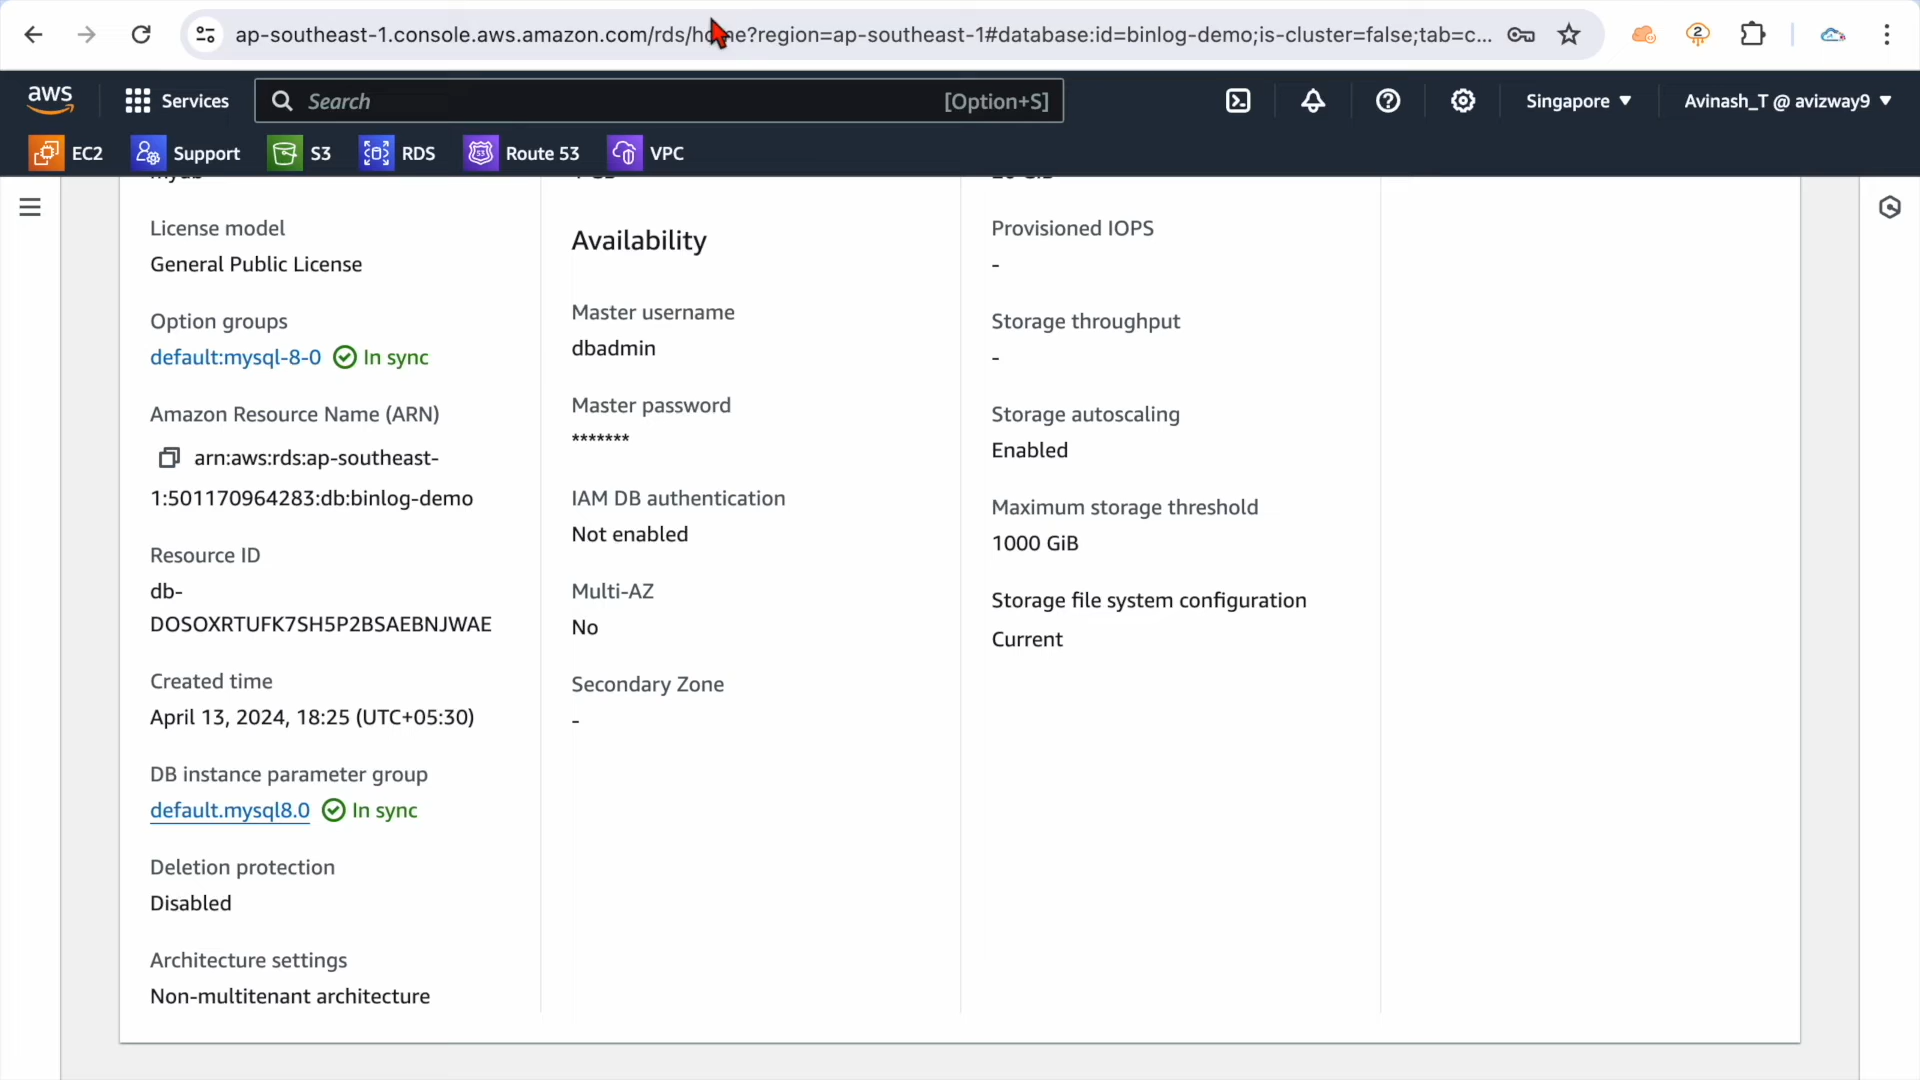 ap-southeast-1.console.aws.amazon.com/rds/home?region=ap-southeast-1#database:id=binlog-demo;is-cluster=false;tab=c...
2
aws
Services
Search
[Option+S]
Singapore
Avinash_T @ avizway9
EC2
Support
S3
RDS
53
Route 53
VPC
License model
General Public License
Option groups
default:mysql-8-0 In sync
Amazon Resource Name (ARN)
arn:aws:rds:ap-southeast-
1:501170964283:db:binlog-demo
Resource ID
db-
DOSOXRTUFK7SH5P2BSAEBNJWAE
Created time
April 13, 2024, 18:25 (UTC+05:30)
DB instance parameter group
default.mysql8.0 In sync
Deletion protection
Disabled
Architecture settings
Non-multitenant architecture
Availability
Master username
dbadmin
Master password
*******
IAM DB authentication
Not enabled
Multi-AZ
No
Secondary Zone
-
Provisioned IOPS
-
Storage throughput
-
Storage autoscaling
Enabled
Maximum storage threshold
1000 GiB
Storage file system configuration
Current